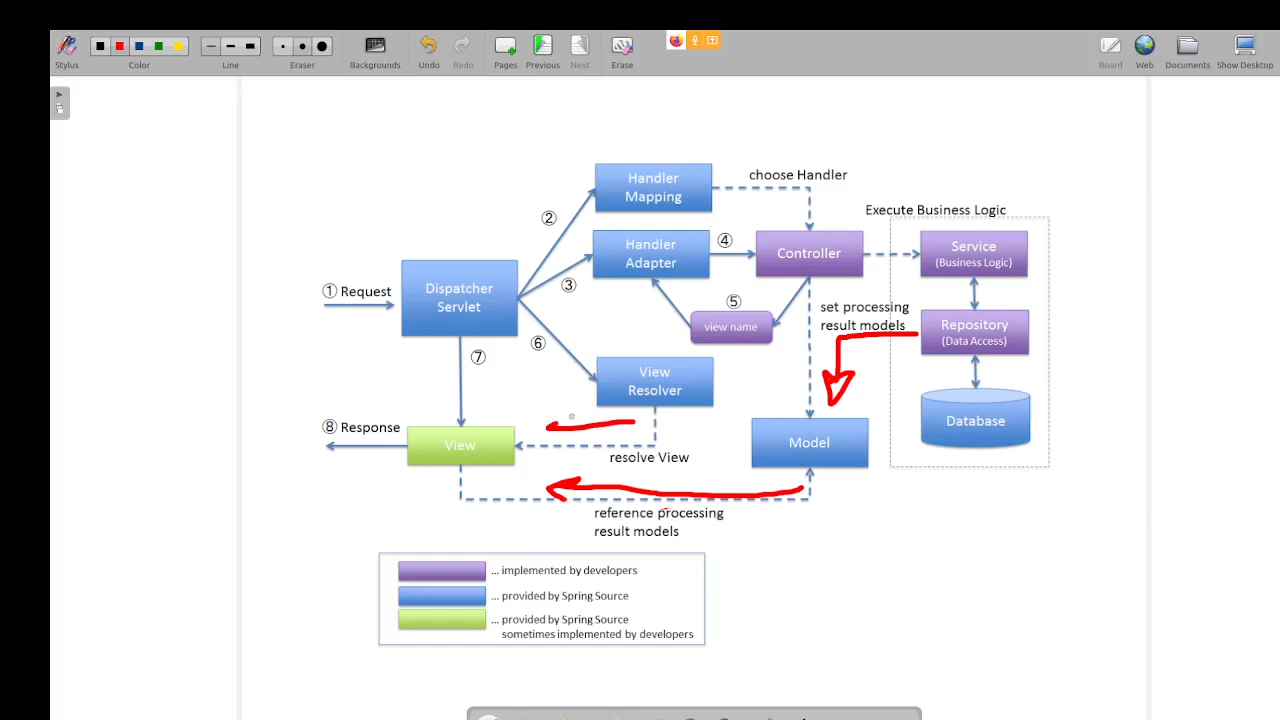 Stylus
Color
Line
Eraser
Backgrounds
Undo
Redo
Pages
Previous
Next
Erase
Board
Web
Documents
Show Desktop
Handler
Mapping
choose Handler
②
Execute Business Logic
Handler
Adapter
④
Controller
Service
(Business Logic)
① Request
Dispatcher
Servlet
③
⑤
view name
set processing
result models
Repository
(Data Access)
⑥
⑦
View
Resolver
⑧ Response
View
resolve View
Model
Database
reference processing
result models
... implemented by developers
... provided by Spring Source
... provided by Spring Source
sometimes implemented by developers